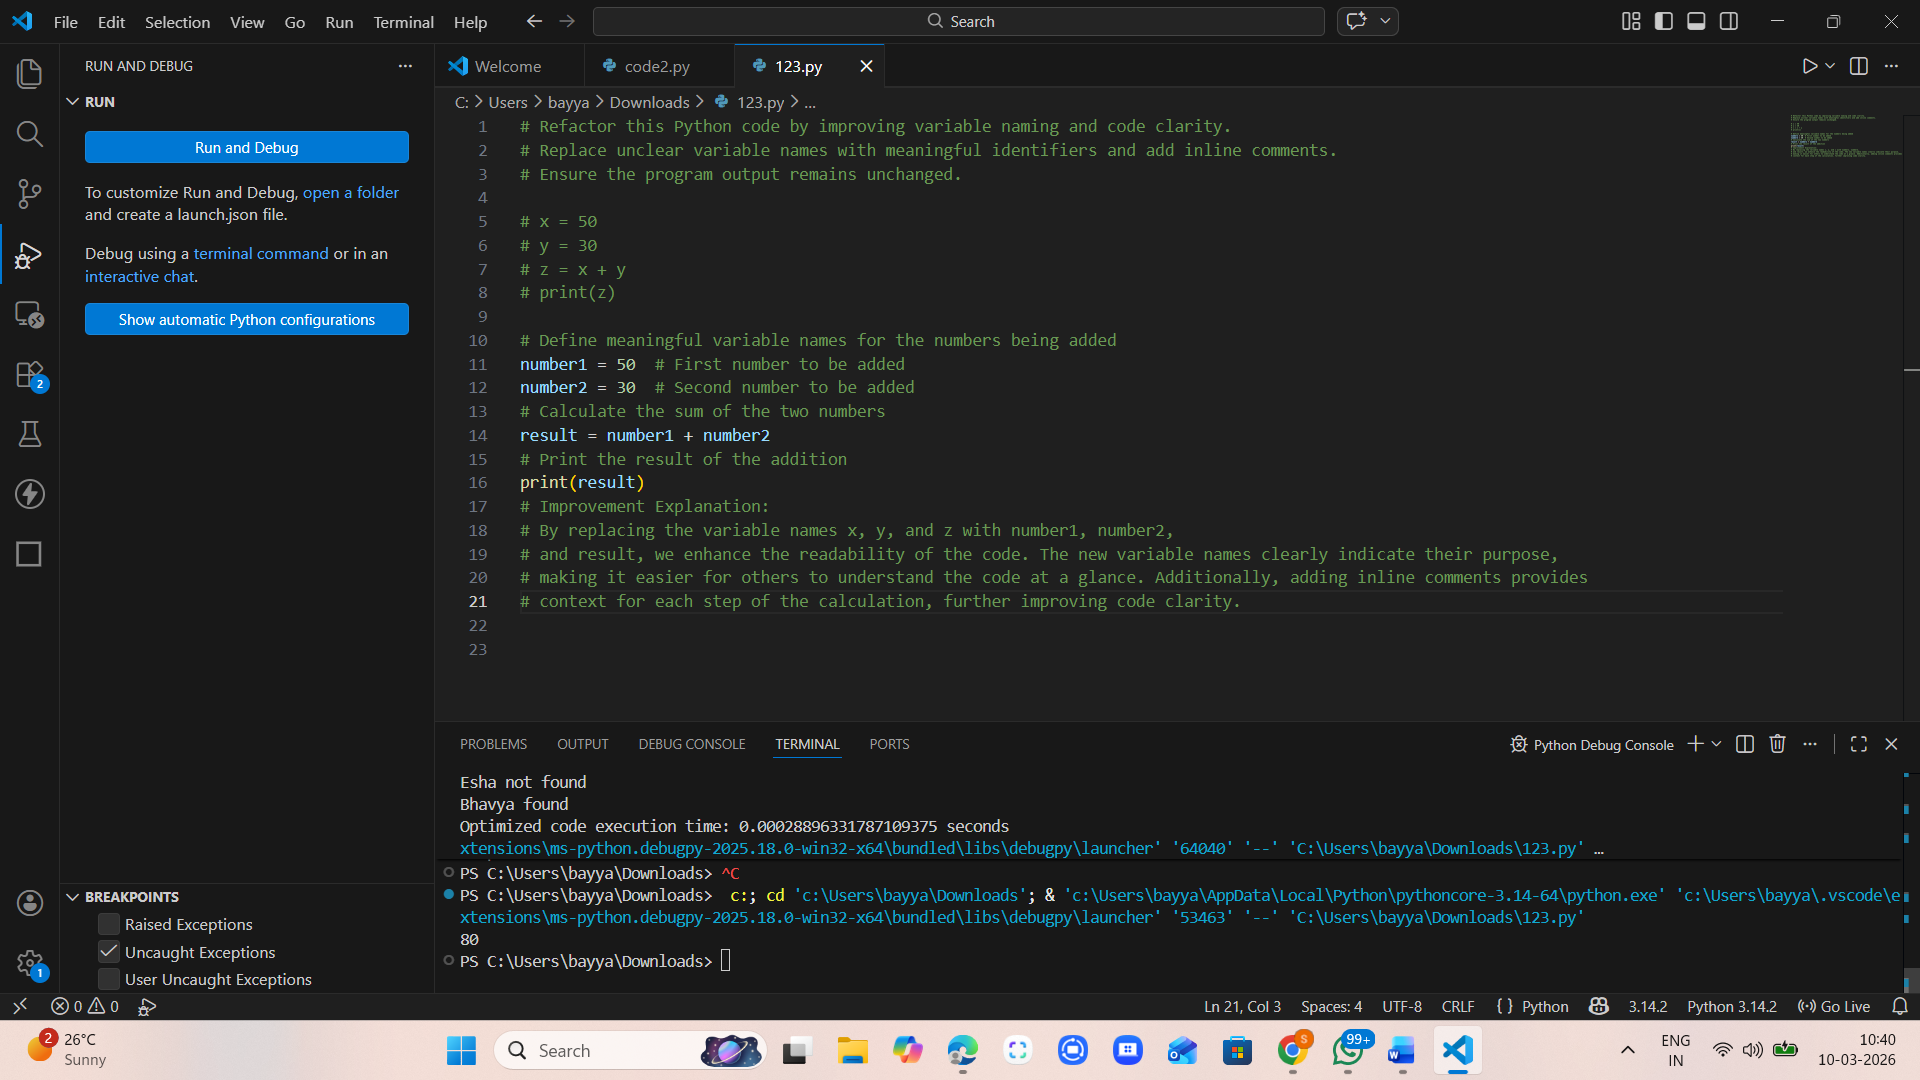 File Edit Selection View Go Run Terminal Help
Search
RUN AND DEBUG
RUN
Run and Debug
To customize Run and Debug, open a folder
and create a launch.json file.
Debug using a terminal command or in an
interactive chat.
Show automatic Python configurations
2
BREAKPOINTS
Raised Exceptions
Uncaught Exceptions
User Uncaught Exceptions
1
Welcome code2.py 123.py
C: > Users > bayya > Downloads > 123.py > ...
1 # Refactor this Python code by improving variable naming and code clarity.
2 # Replace unclear variable names with meaningful identifiers and add inline comments.
3 # Ensure the program output remains unchanged.
4
5 # x = 50
6 # y = 30
7 # z = x + y
8 # print(z)
9
10 # Define meaningful variable names for the numbers being added
11 number1 = 50  # First number to be added
12 number2 = 30  # Second number to be added
13 # Calculate the sum of the two numbers
14 result = number1 + number2
15 # Print the result of the addition
16 print(result)
17 # Improvement Explanation:
18 # By replacing the variable names x, y, and z with number1, number2,
19 # and result, we enhance the readability of the code. The new variable names clearly indicate their purpose,
20 # making it easier for others to understand the code at a glance. Additionally, adding inline comments provides
21 # context for each step of the calculation, further improving code clarity.
22
23
PROBLEMS OUTPUT DEBUG CONSOLE TERMINAL PORTS
Python Debug Console
Esha not found
Bhavya found
Optimized code execution time: 0.00028896331787109375 seconds
xtensions\ms-python.debugpy-2025.18.0-win32-x64\bundled\libs\debugpy\launcher' '64040' '--' 'C:\Users\bayya\Downloads\123.py' …
PS C:\Users\bayya\Downloads> ^C
PS C:\Users\bayya\Downloads>  c:; cd 'c:\Users\bayya\Downloads'; & 'c:\Users\bayya\AppData\Local\Python\pythoncore-3.14-64\python.exe' 'c:\Users\bayya\.vscode\e
xtensions\ms-python.debugpy-2025.18.0-win32-x64\bundled\libs\debugpy\launcher' '53463' '--' 'C:\Users\bayya\Downloads\123.py'
80
PS C:\Users\bayya\Downloads>
0 0 Ln 21, Col 3 Spaces: 4 UTF-8 CRLF {} Python 3.14.2 Python 3.14.2 Go Live
2 26°C
Sunny
Search
S
99+
ENG
IN
10:40
10-03-2026